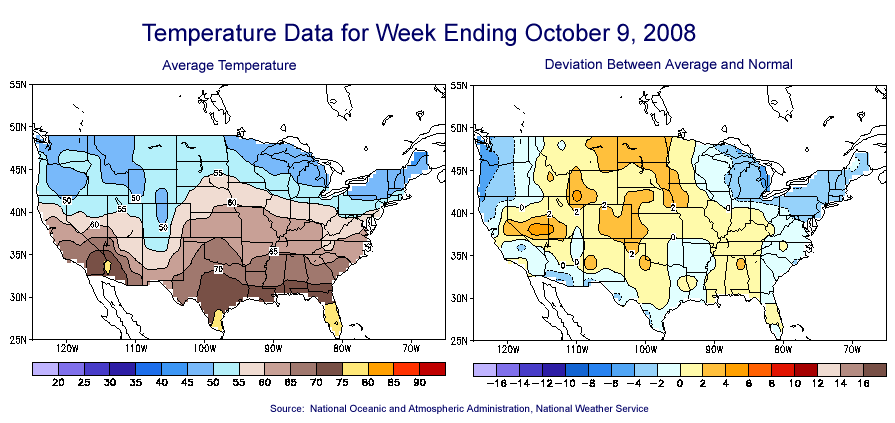 Temperature Data for Week Ending October 9, 2008
Average Temperature
Deviation Between Average and Normal
55N
50N
45N
40N
35N
30N
25N
120W 110W 100W 90W 80W 70W
50
55
60
50
50
55
60
65
70
20 25 30 35 40 45 50 55 60 65 70 75 80 85 90
55N
50N
45N
40N
35N
30N
25N
120W 110W 100W 90W 80W 70W
0
2
2
2
2
2
0
0
0
0
-16 -14 -12 -10 -8 -6 -4 -2 0 2 4 6 8 10 12 14 16
Source: National Oceanic and Atmospheric Administration, National Weather Service